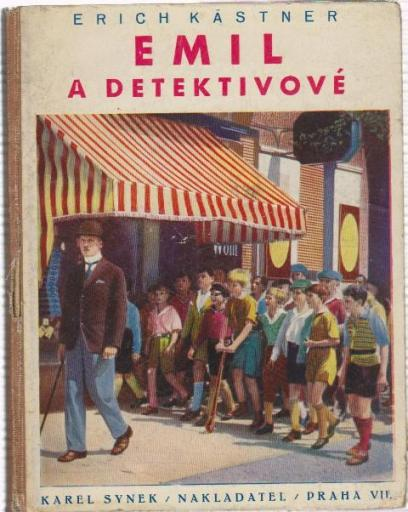 ERICH KÄSTNER
EMIL
A DETEKTIVOVÉ
KAREL SYNEK / NAKLADATEL / PRAHA VII.